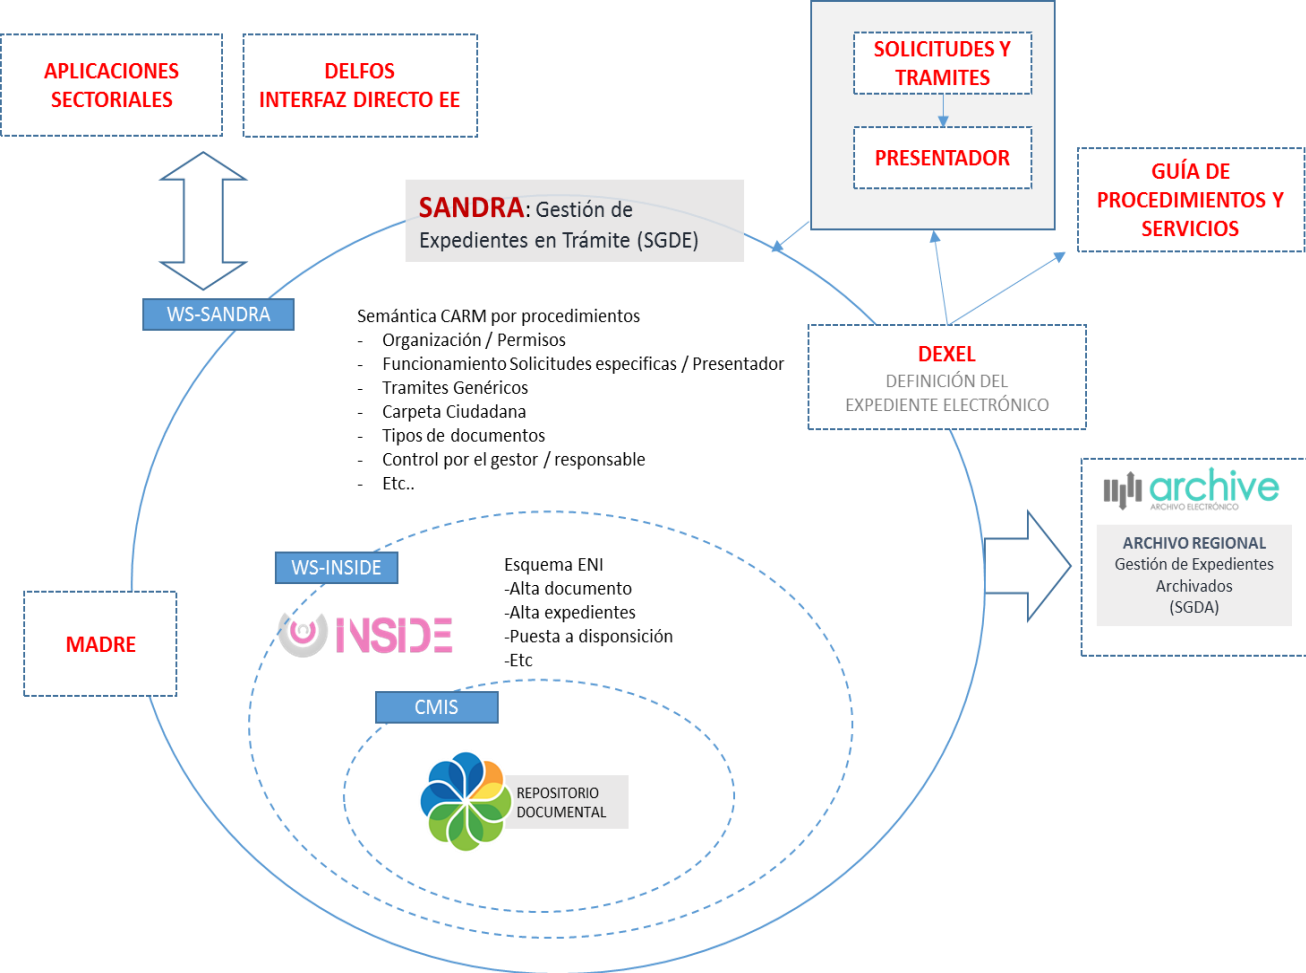 APLICACIONES
SECTORIALES
DELFOS
INTERFAZ DIRECTO EE
SOLICITUDES Y
TRAMITES
PRESENTADOR
GUÍA DE
PROCEDIMIENTOS Y
SERVICIOS
SANDRA: Gestión de
Expedientes en Trámite (SGDE)
WS-SANDRA
Semántica CARM por procedimientos
- Organización / Permisos
- Funcionamiento Solicitudes especificas / Presentador
- Tramites Genéricos
- Carpeta Ciudadana
- Tipos de documentos
- Control por el gestor / responsable
- Etc..
DEXEL
DEFINICIÓN DEL
EXPEDIENTE ELECTRÓNICO
archive
ARCHIVO ELECTRÓNICO
ARCHIVO REGIONAL
Gestión de Expedientes
Archivados
(SGDA)
WS-INSIDE
INSIDE
Esquema ENI
-Alta documento
-Alta expedientes
-Puesta a disponsición
-Etc
MADRE
CMIS
REPOSITORIO
DOCUMENTAL